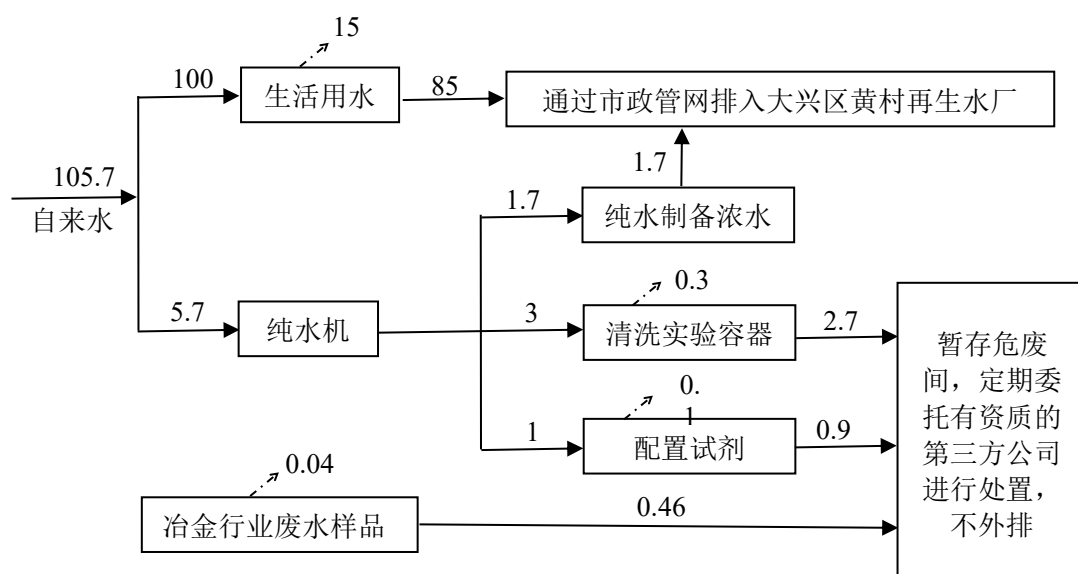 15
100
生活用水
85
通过市政管网排入大兴区黄村再生水厂
105.7
自来水
1.7
1.7
纯水制备浓水
5.7
纯水机
3
0.3
清洗实验容器
2.7
0.
1
1
配置试剂
0.9
0.04
冶金行业废水样品
0.46
暂存危废
间，定期委
托有资质的
第三方公司
进行处置，
不外排